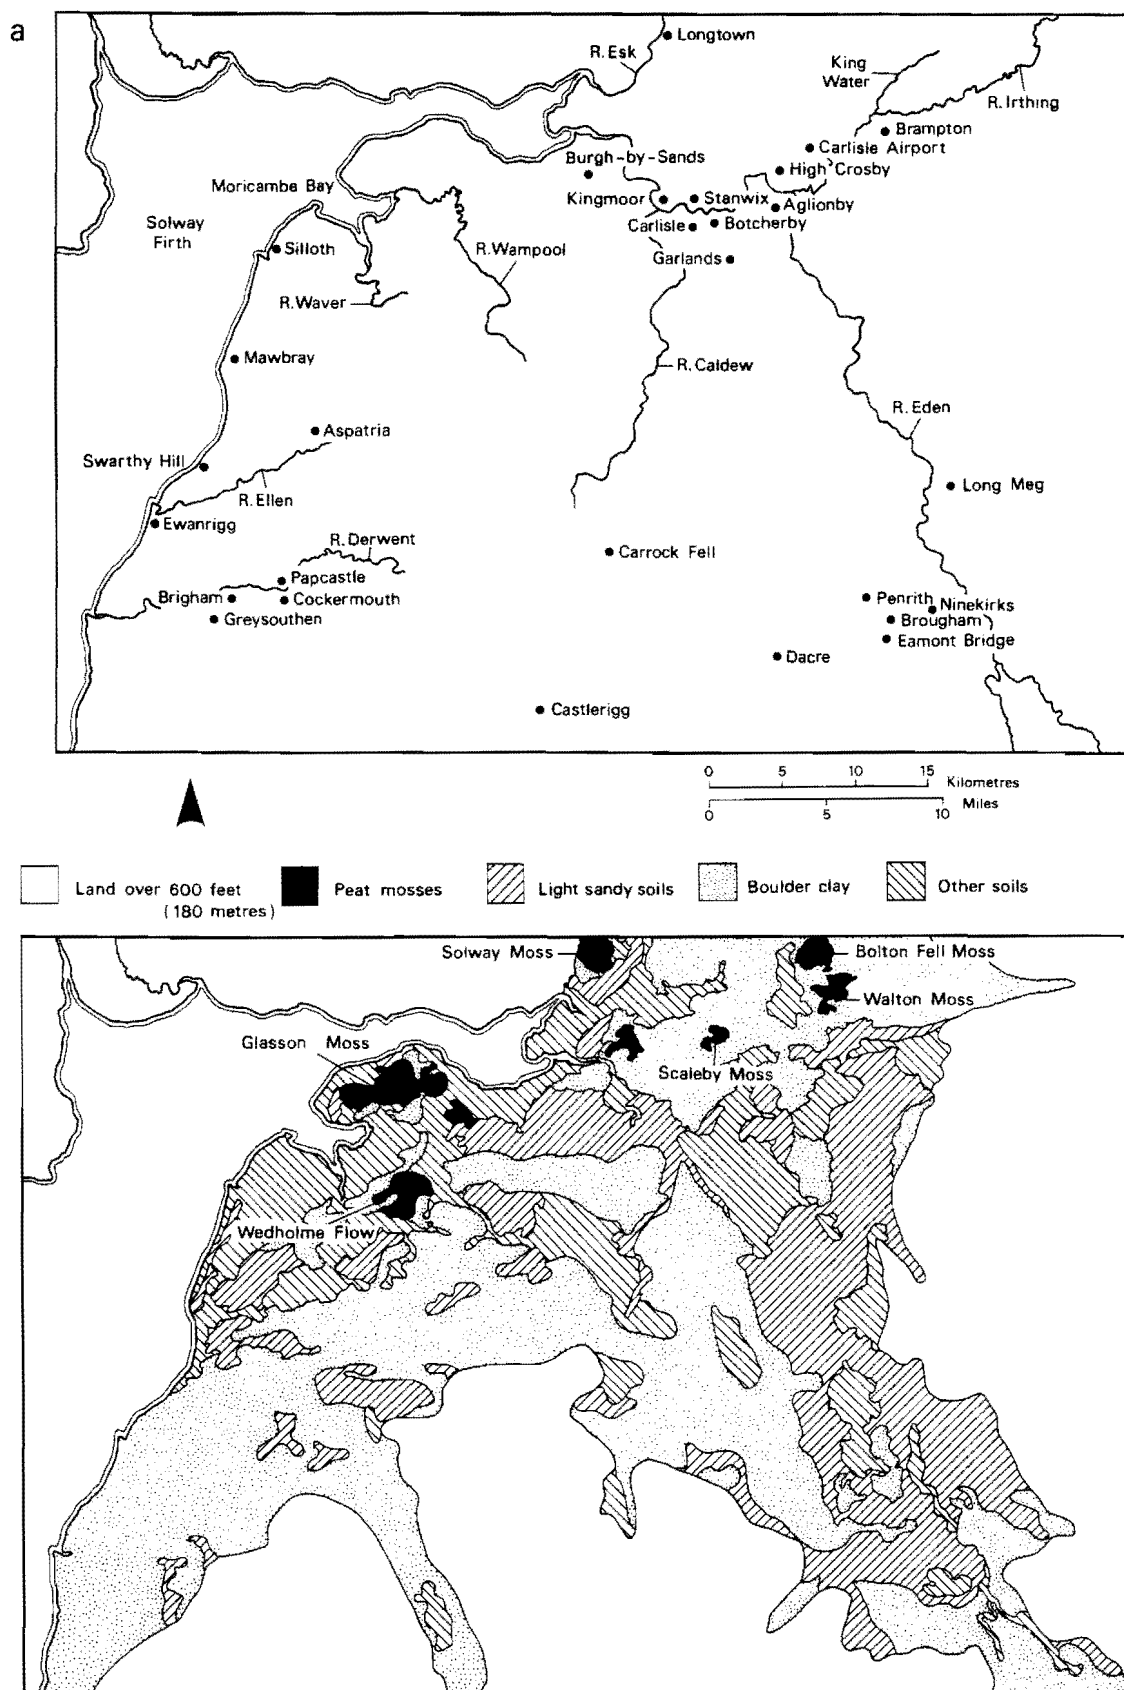 a
Longtown
R. Esk
King
Water
R. Irthing
Brampton
Carlisle Airport
Burgh-by-Sands
High Crosby
Moricambe Bay
Kingmoor
Stanwix
Aglionby
Solway
Firth
Carlisle
Botcherby
Silloth
R. Wampool
Garlands
R. Waver
Mawbray
R. Caldew
R. Eden
Aspatria
Swarthy Hill
Long Meg
R. Ellen
Ewanrigg
R. Derwent
Carrock Fell
Papcastle
Brigham
Cockermouth
Penrith
Ninekirks
Greysouthen
Brougham
Eamont Bridge
Dacre
Castlerigg
0 5 10 15
Kilometres
Miles
0 5 10
Land over 600 feet
(180 metres)
Peat mosses
Light sandy soils
Boulder clay
Other soils
Solway Moss
Bolton Fell Moss
Walton Moss
Glasson Moss
Scaleby Moss
Wedholme Flow